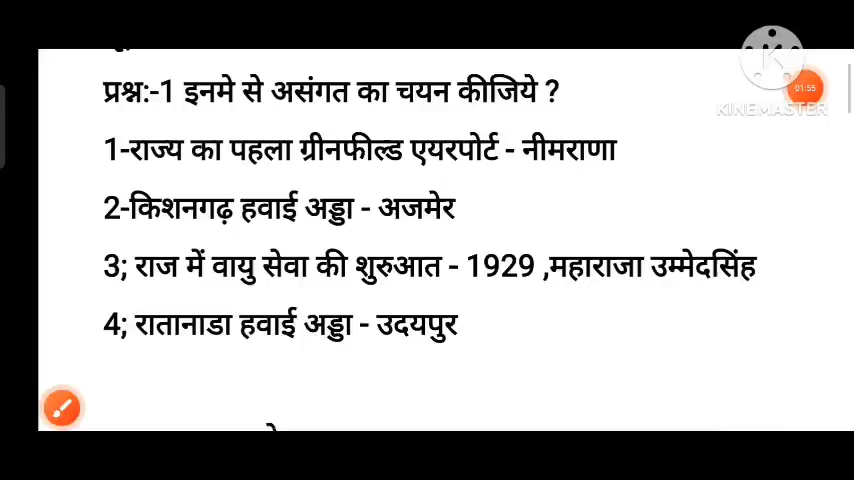 प्रश्न:-1 इनमे से असंगत का चयन कीजिये ?
KINEMASTER
01:55
1-राज्य का पहला ग्रीनफील्ड एयरपोर्ट - नीमराणा
2-किशनगढ़ हवाई अड्डा - अजमेर
3; राज में वायु सेवा की शुरुआत - 1929 ,महाराजा उम्मेदसिंह
4; रातानाडा हवाई अड्डा - उदयपुर